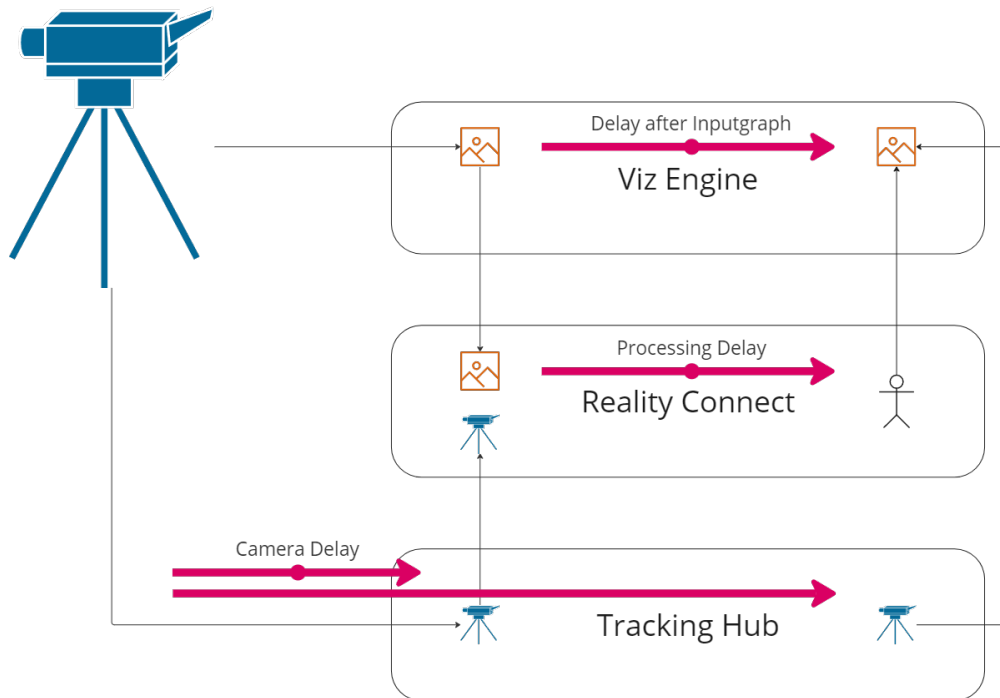 Delay after Inputgraph
Viz Engine
Processing Delay
Reality Connect
Camera Delay
Tracking Hub